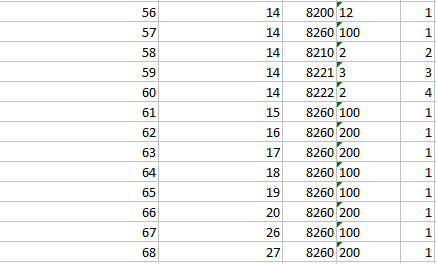 56 14 8200 12 1
57 14 8260 100 1
58 14 8210 2 2
59 14 8221 3 3
60 14 8222 2 4
61 15 8260 100 1
62 16 8260 200 1
63 17 8260 200 1
64 18 8260 100 1
65 19 8260 100 1
66 20 8260 200 1
67 26 8260 100 1
68 27 8260 200 1